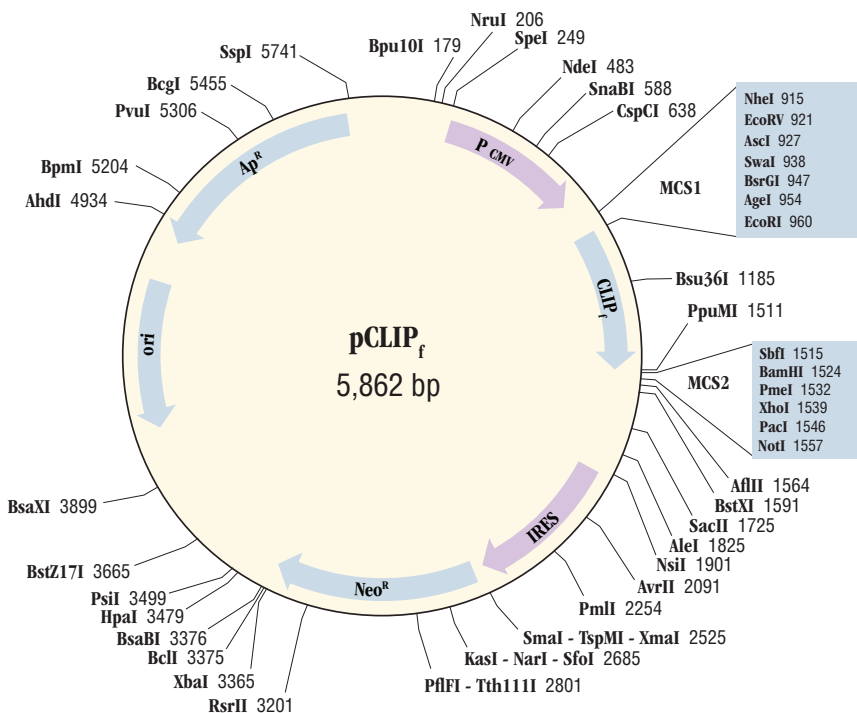 NruI 206
SpeI 249
Bpu10I 179
SspI 5741
BcgI 5455
PvuI 5306
BpmI 5204
AhdI 4934
NdeI 483
SnaBI 588
CspCI 638
MCS1
NheI 915
EcoRV 921
AscI 927
SwaI 938
BsrGI 947
AgeI 954
EcoRI 960
Ap^R
P CMV
CLIP_f
Bsu36I 1185
PpuMI 1511
MCS2
SbfI 1515
BamHI 1524
PmeI 1532
XhoI 1539
PacI 1546
NotI 1557
ori
pCLIP_f
5,862 bp
AflII 1564
BstXI 1591
SacII 1725
AleI 1825
NsiI 1901
AvrII 2091
PmlI 2254
IRES
Neo^R
SmaI - TspMI - XmaI 2525
KasI - NarI - SfoI 2685
PflFI - Tth111I 2801
BsaXI 3899
BstZ17I 3665
PsiI 3499
HpaI 3479
BsaBI 3376
BclI 3375
XbaI 3365
RsrII 3201